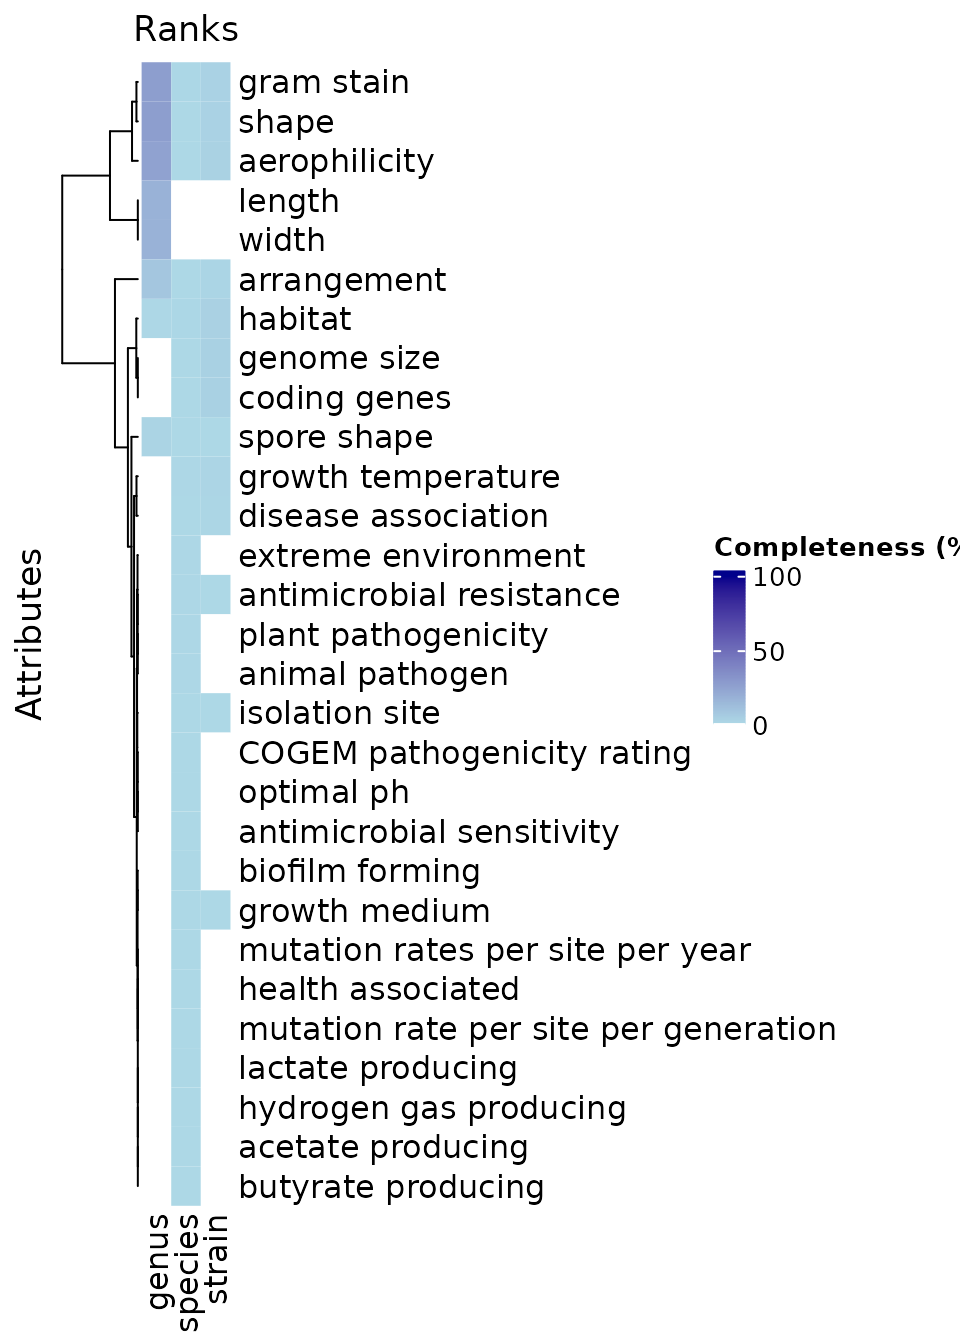 Ranks
gram stain
shape
aerophilicity
length
width
arrangement
habitat
genome size
coding genes
spore shape
growth temperature
disease association
extreme environment
antimicrobial resistance
plant pathogenicity
animal pathogen
isolation site
COGEM pathogenicity rating
optimal ph
antimicrobial sensitivity
biofilm forming
growth medium
mutation rates per site per year
health associated
mutation rate per site per generation
lactate producing
hydrogen gas producing
acetate producing
butyrate producing
Attributes
genus
species
strain
Completeness (%
100
50
0